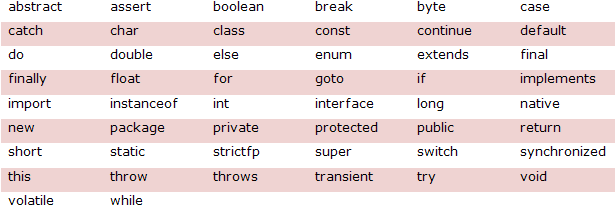 abstract assert boolean break byte case
catch char class const continue default
do double else enum extends final
finally float for goto if implements
import instanceof int interface long native
new package private protected public return
short static strictfp super switch synchronized
this throw throws transient try void
volatile while